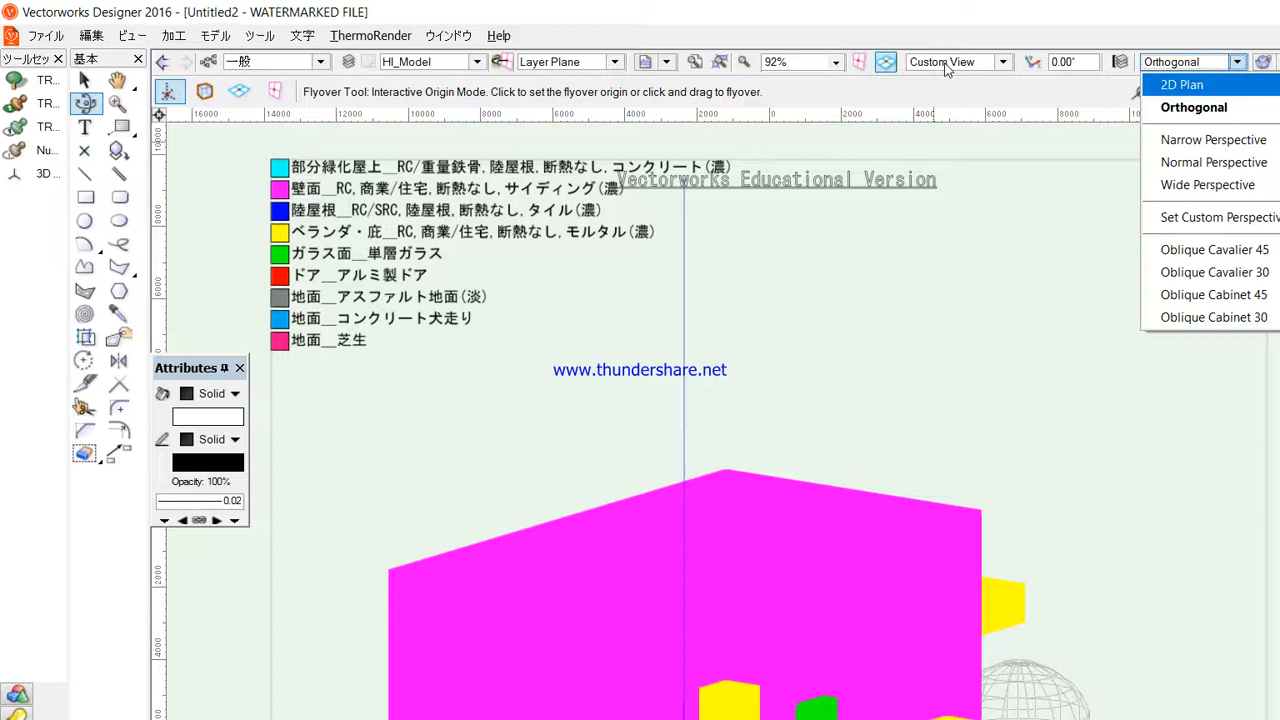 Vectorworks Designer 2016 - [Untitled2 - WATERMARKED FILE]
ファイル 編集 ビュー 加工 モデル ツール 文字 ThermoRender ウインドウ Help
ツールセッ × 基本 ×
一般 HI_Model Layer Plane 92% Custom View 0.00° Orthogonal
Flyover Tool: Interactive Origin Mode. Click to set the flyover origin or click and drag to flyover.
2D Plan
Orthogonal
Narrow Perspective
Normal Perspective
Wide Perspective
Set Custom Perspectiv
Oblique Cavalier 45
Oblique Cavalier 30
Oblique Cabinet 45
Oblique Cabinet 30
TR
TR
TR
Nu
3D
16000 14000 12000 10000 8000 6000 4000 2000 2000 4000 6000 8000
部分緑化屋上__RC/重量鉄骨,陸屋根,断熱なし,コンクリート(濃)
Vectorworks Educational Version
壁面__RC,商業/住宅,断熱なし,サイディング(濃)
陸屋根__RC/SRC,陸屋根,断熱なし,タイル(濃)
ベランダ・庇__RC,商業/住宅,断熱なし,モルタル(濃)
ガラス面__単層ガラス
ドア__アルミ製ドア
地面__アスファルト地面(淡)
地面__コンクリート犬走り
地面__芝生
www.thundershare.net
Attributes
Solid
Solid
Opacity: 100%
0.02